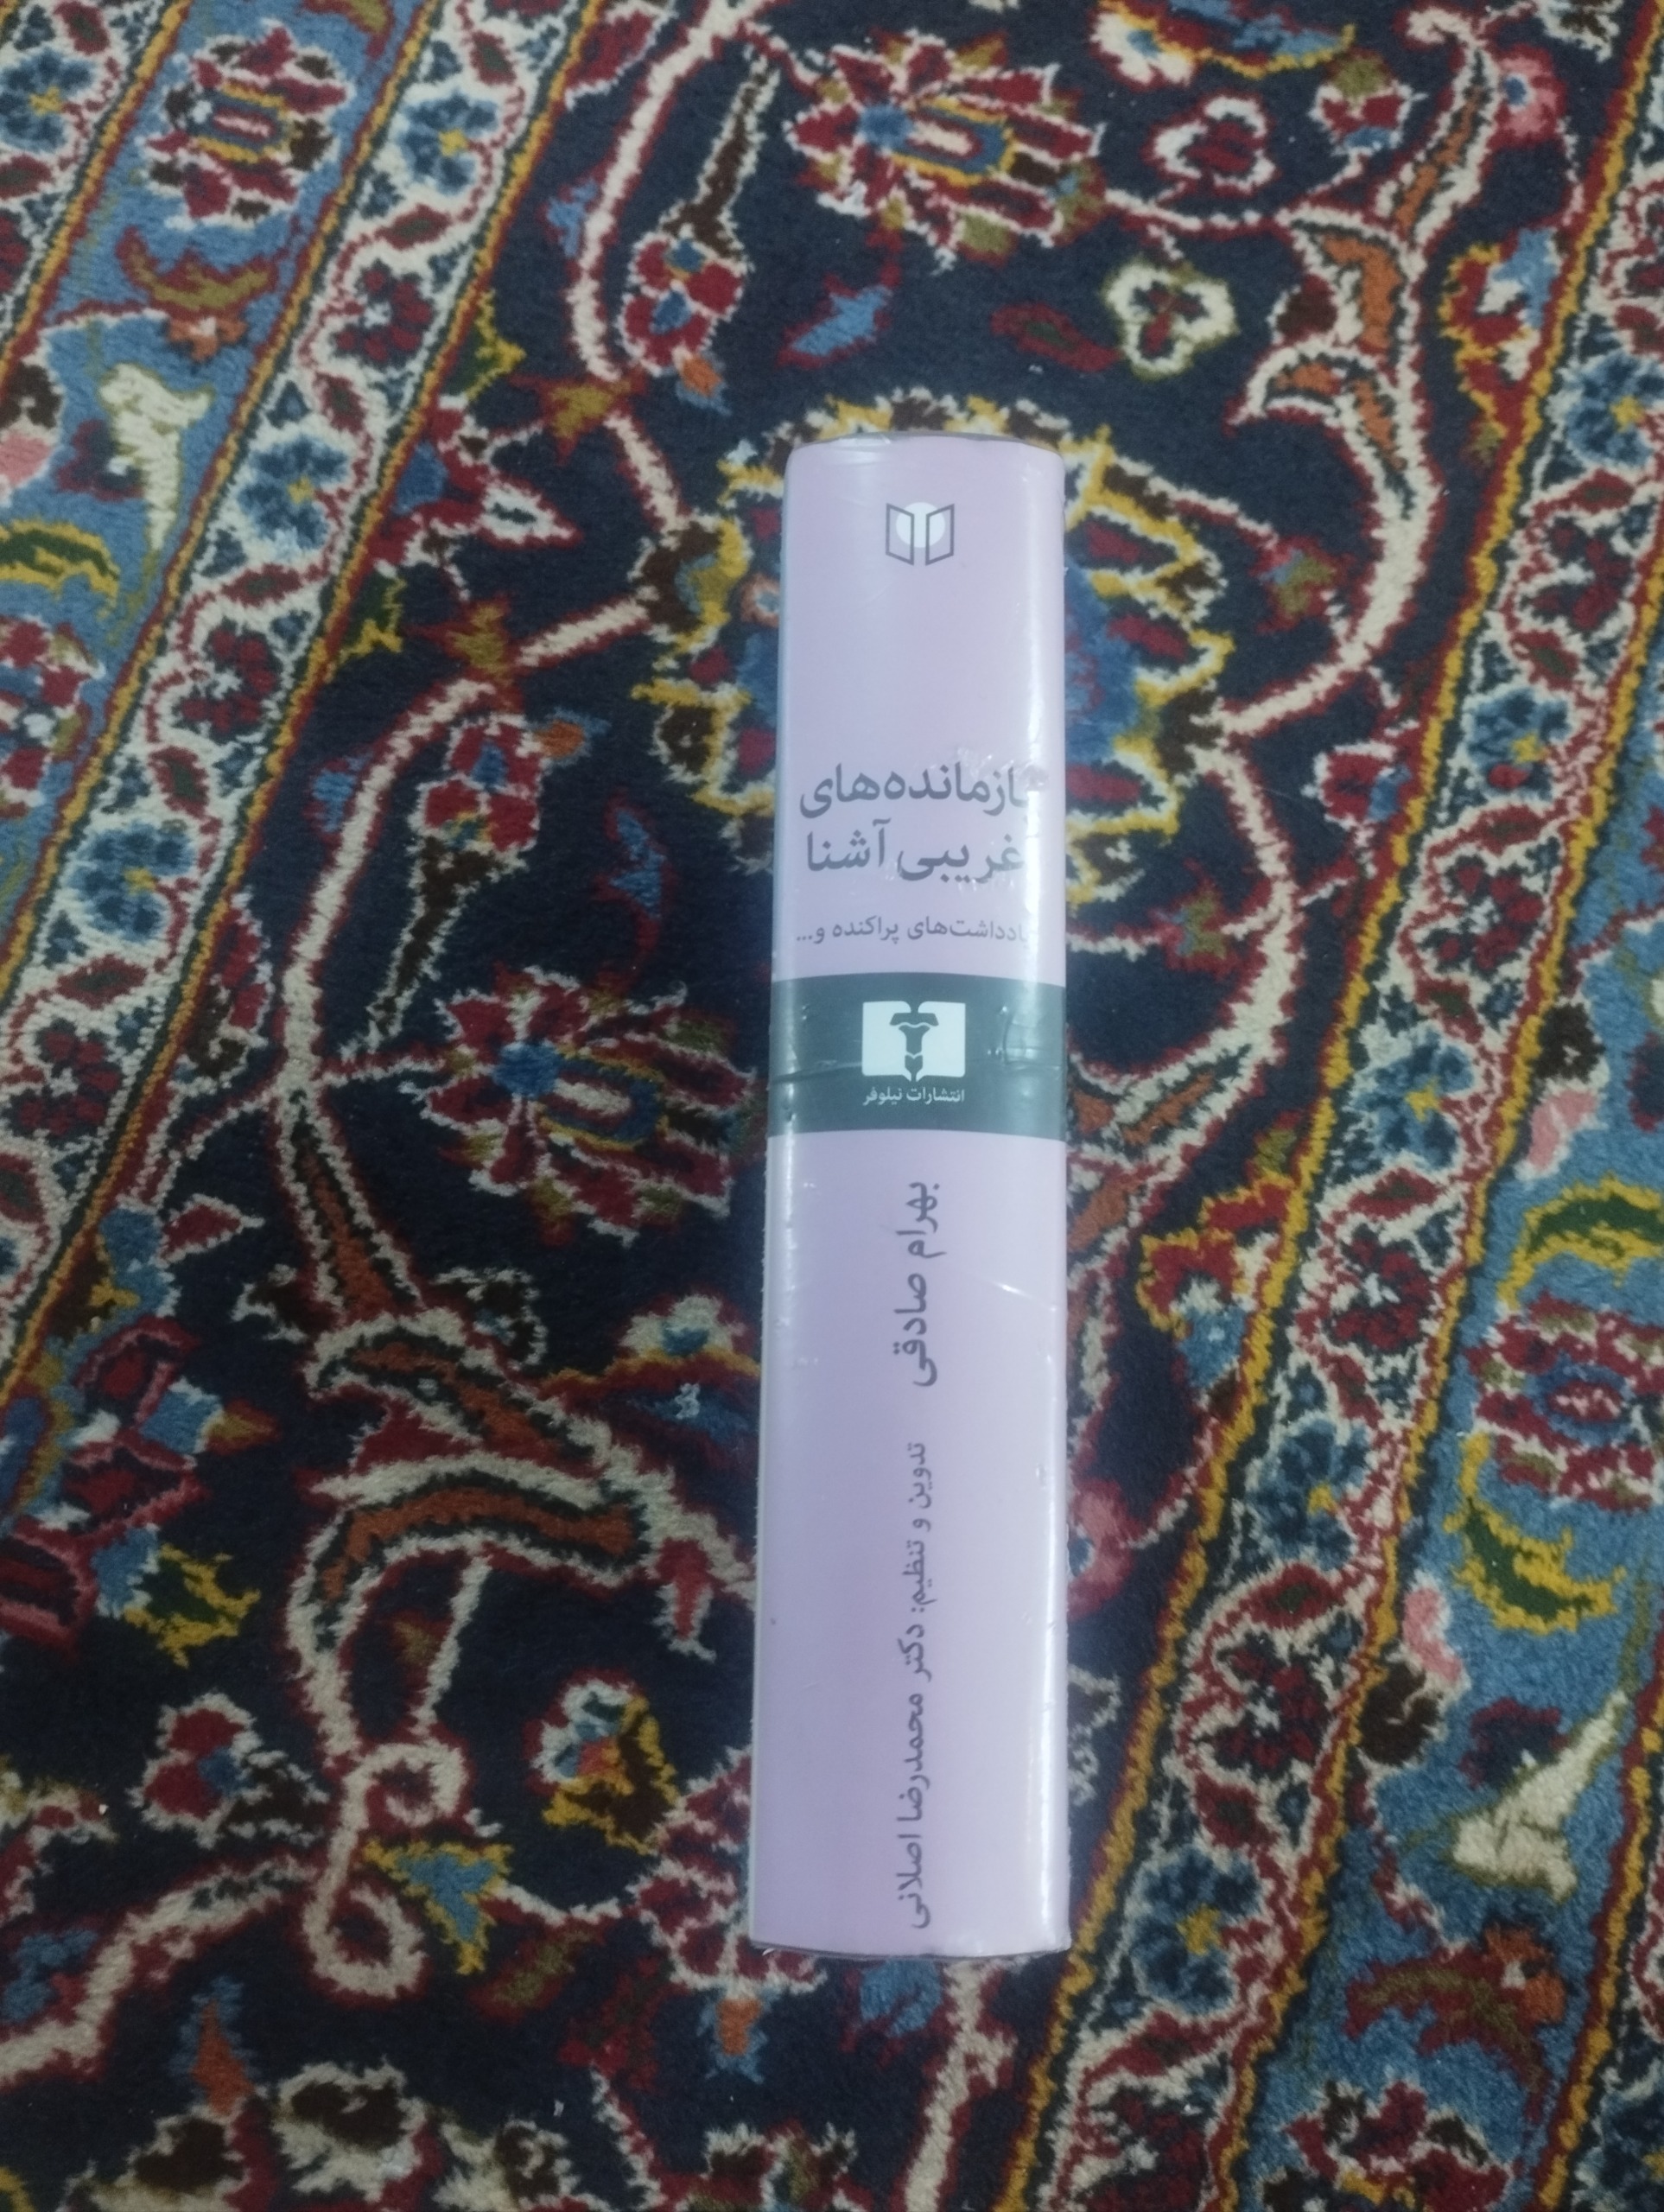 بازمانده‌های
غریبی آشنا
یادداشت‌های پراکنده و...
انتشارات نیلوفر
بهرام صادقی
تدوین و تنظیم: دکتر محمدرضا اصلانی